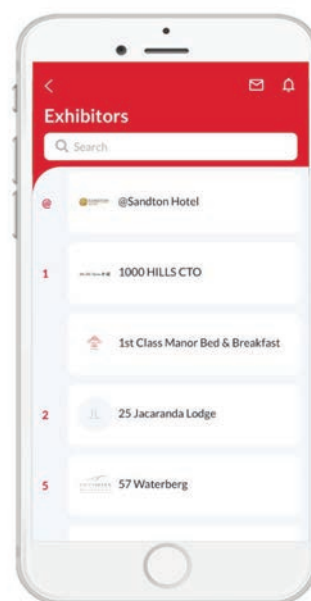 Exhibitors
Search
@
@Sandton Hotel
1
1000 HILLS CTO
1st Class Manor Bed & Breakfast
2
JL
25 Jacaranda Lodge
5
57 Waterberg